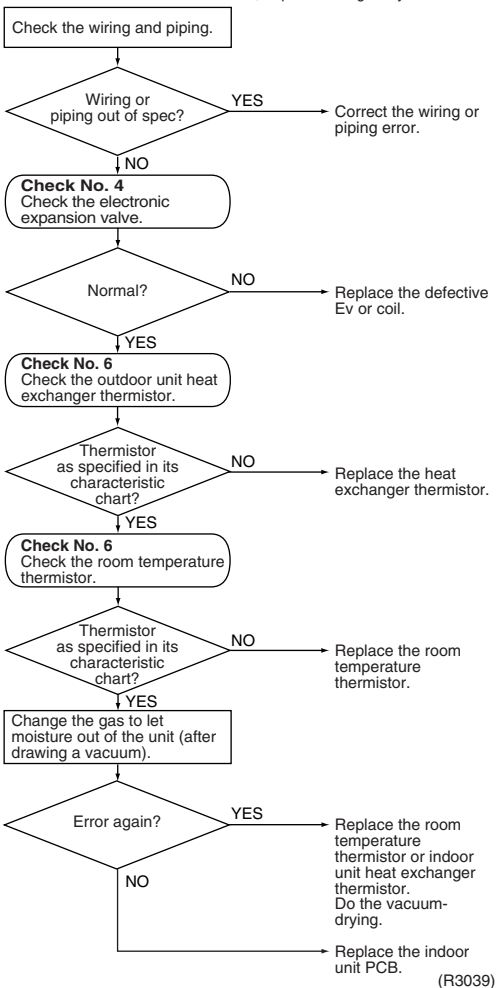 Check the wiring and piping.
Wiring or
piping out of spec?
YES
Correct the wiring or
piping error.
NO
Check No. 4
Check the electronic
expansion valve.
Normal?
NO
Replace the defective
Ev or coil.
YES
Check No. 6
Check the outdoor unit heat
exchanger thermistor.
Thermistor
as specified in its
characteristic
chart?
NO
Replace the heat
exchanger thermistor.
YES
Check No. 6
Check the room temperature
thermistor.
Thermistor
as specified in its
characteristic
chart?
NO
Replace the room
temperature
thermistor.
YES
Change the gas to let
moisture out of the unit (after
drawing a vacuum).
Error again?
YES
Replace the room
temperature
thermistor or indoor
unit heat exchanger
thermistor.
Do the vacuum-
drying.
NO
Replace the indoor
unit PCB.
(R3039)